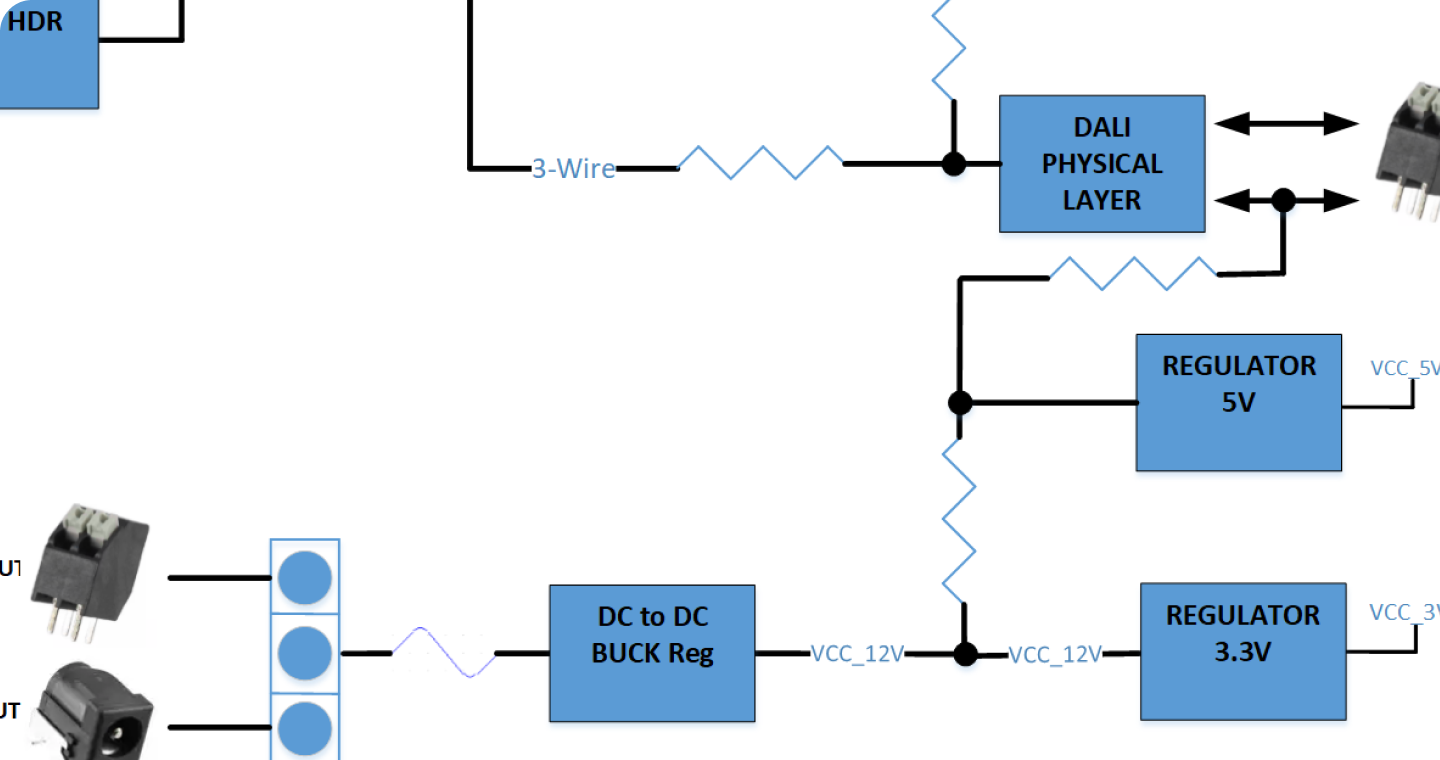 HDR
DALI
PHYSICAL
LAYER
3-Wire
REGULATOR
5V
VCC_5V
UT
DC to DC
BUCK Reg
VCC_12V
VCC_12V
REGULATOR
3.3V
VCC_3V
UT